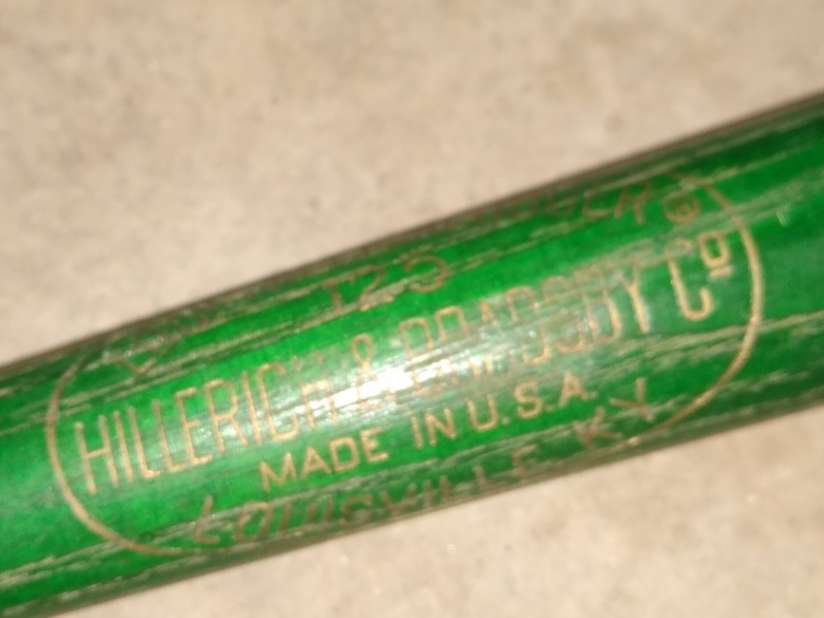 125
HILLERICH & BRADSBY Cº
MADE IN U.S.A.
LOUISVILLE KY